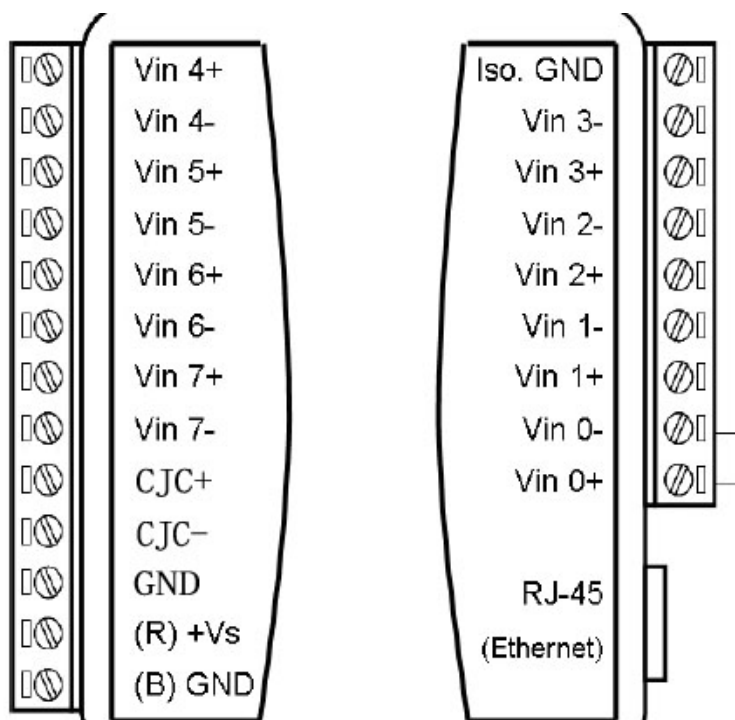 Vin 4+
Vin 4-
Vin 5+
Vin 5-
Vin 6+
Vin 6-
Vin 7+
Vin 7-
CJC+
CJC-
GND
(R) +Vs
(B) GND
Iso. GND
Vin 3-
Vin 3+
Vin 2-
Vin 2+
Vin 1-
Vin 1+
Vin 0-
Vin 0+
RJ-45
(Ethernet)